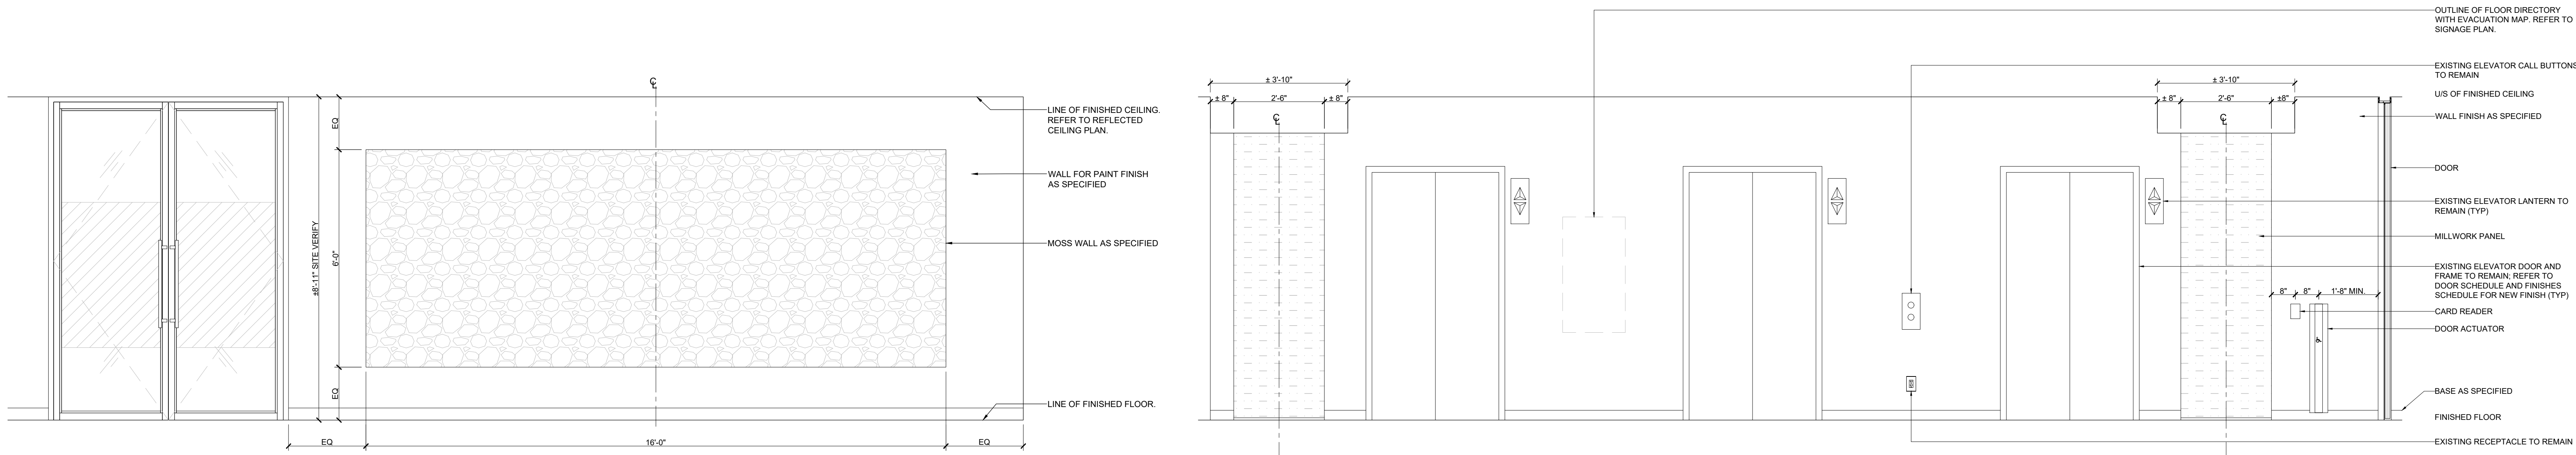 ℄
LINE OF FINISHED CEILING.
REFER TO REFLECTED
CEILING PLAN.
EQ
WALL FOR PAINT FINISH
AS SPECIFIED
±8'-11" SITE VERIFY
6'-0"
MOSS WALL AS SPECIFIED
EQ
LINE OF FINISHED FLOOR.
EQ
16'-0"
EQ
OUTLINE OF FLOOR DIRECTORY
WITH EVACUATION MAP. REFER TO
SIGNAGE PLAN.
± 3'-10"
± 8"
2'-6"
± 8"
℄
± 3'-10"
± 8"
2'-6"
±8"
℄
EXISTING ELEVATOR CALL BUTTONS
TO REMAIN
U/S OF FINISHED CEILING
WALL FINISH AS SPECIFIED
DOOR
EXISTING ELEVATOR LANTERN TO
REMAIN (TYP)
MILLWORK PANEL
EXISTING ELEVATOR DOOR AND
FRAME TO REMAIN; REFER TO
DOOR SCHEDULE AND FINISHES
SCHEDULE FOR NEW FINISH (TYP)
8"
8"
1'-8" MIN.
CARD READER
DOOR ACTUATOR
BASE AS SPECIFIED
FINISHED FLOOR
EXISTING RECEPTACLE TO REMAIN